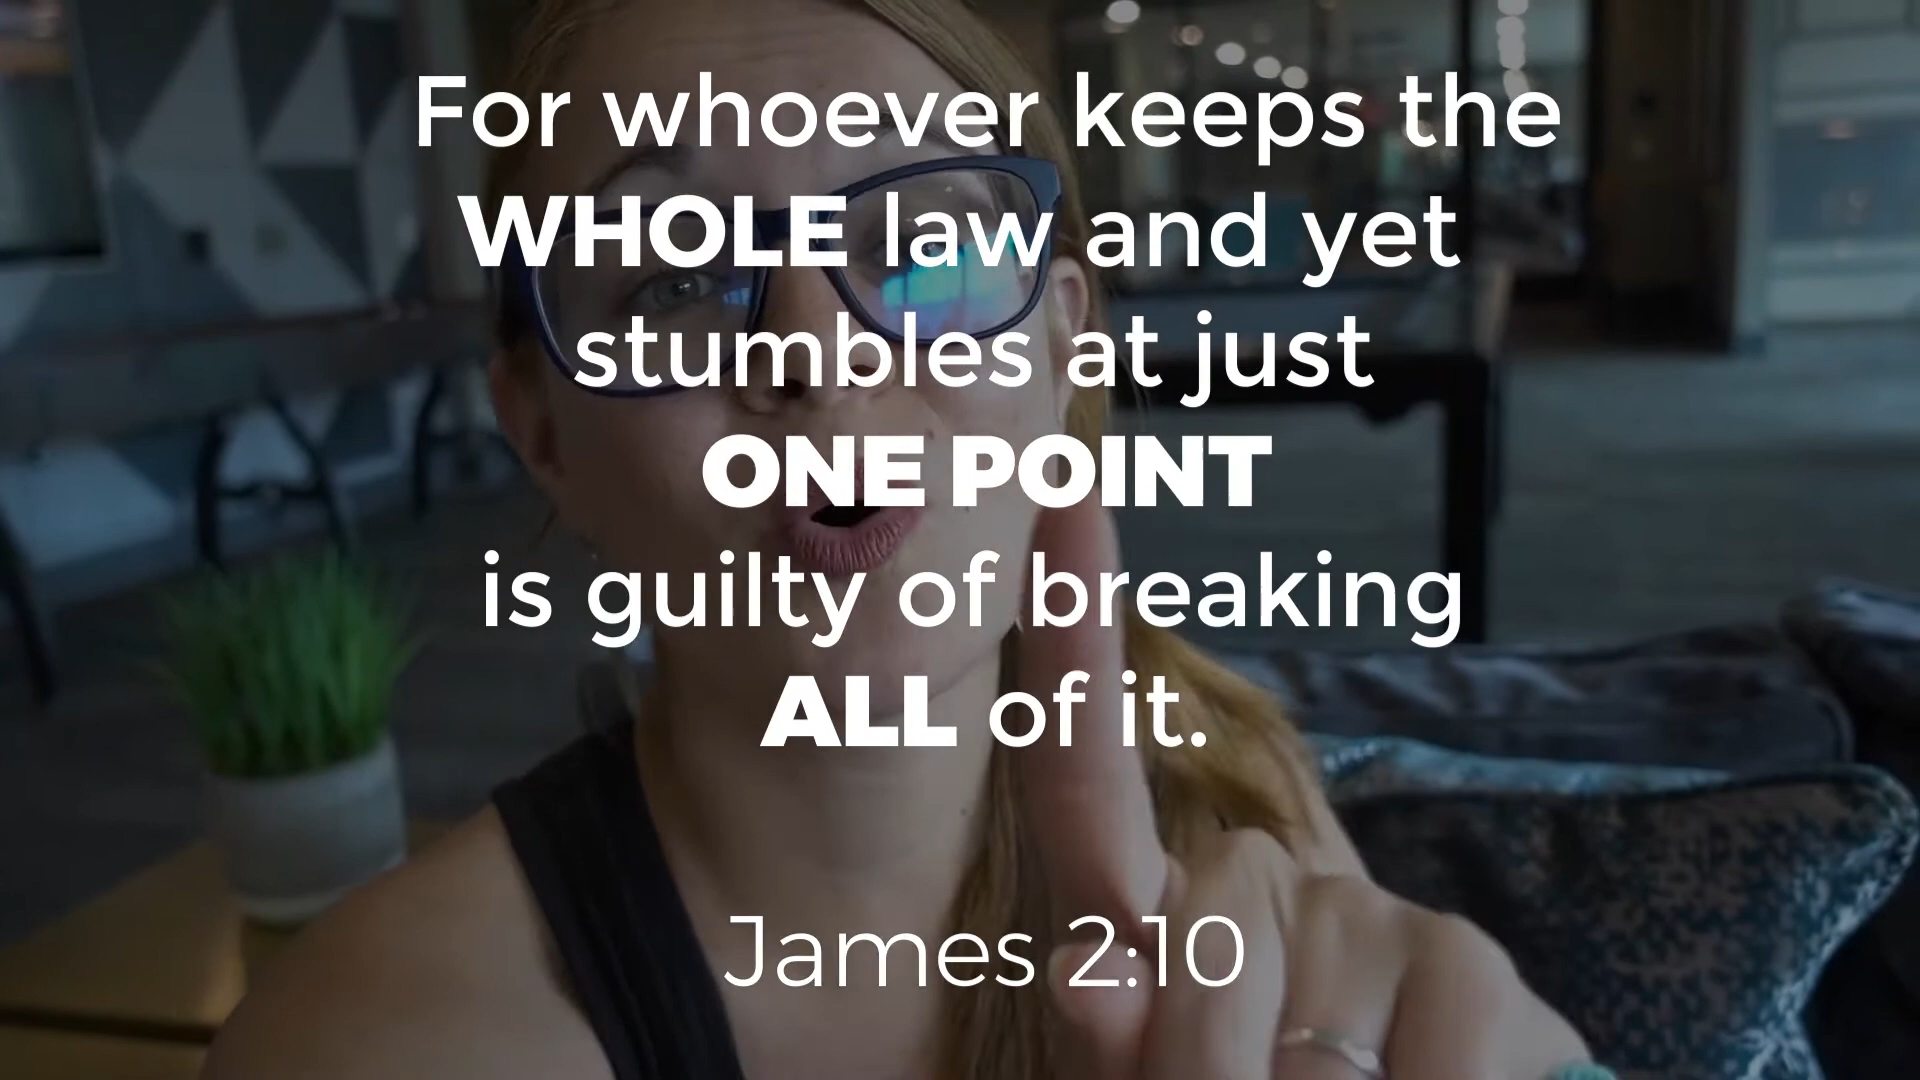 For whoever keeps the
WHOLE law and yet
stumbles at just
ONE POINT
is guilty of breaking
ALL of it.
James 2:10